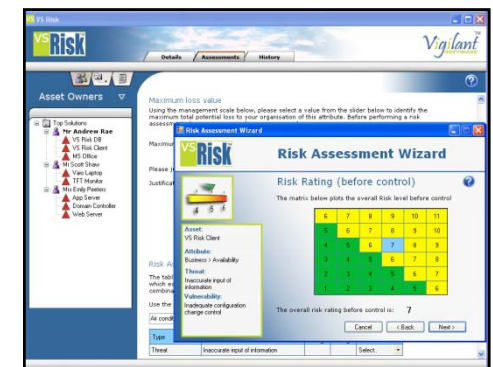 VS Risk
VS Risk
Vigilant
Details
Assessments
History
Asset Owners
Top Solutions
Mr Andrew Rae
VS Risk DB
VS Risk Client
MS Office
Mr Scott Shaw
Vaio Laptop
TFT Monitor
Mrs Emily Peeters
App Server
Domain Controller
Web Server
Maximum loss value
Using the management scale below, please select a value from the slider below to identify the
maximum total potential loss to your organisation of this attribute. Before performing a risk
assessm
Maximu
Please j
Justificat
Risk As
The tabl
which ea
combina
Use the
Air condit
Type
Threat
Inaccurate input of information
Select.
Risk Assessment Wizard
VS Risk
Risk Assessment Wizard
Asset:
VS Risk Client
Attribute:
Business > Availability
Threat:
Inaccurate input of
information
Vulnerability:
Inadequate configuration
change control
Risk Rating (before control)
The matrix below plots the overall Risk level before control
6 7 8 9 10 11
5 6 7 8 9 10
4 5 6 7 8 9
3 4 5 6 7 8
2 3 4 5 6 7
1 2 3 4 5 6
The overall risk rating before control is: 7
Cancel
< Back
Next >